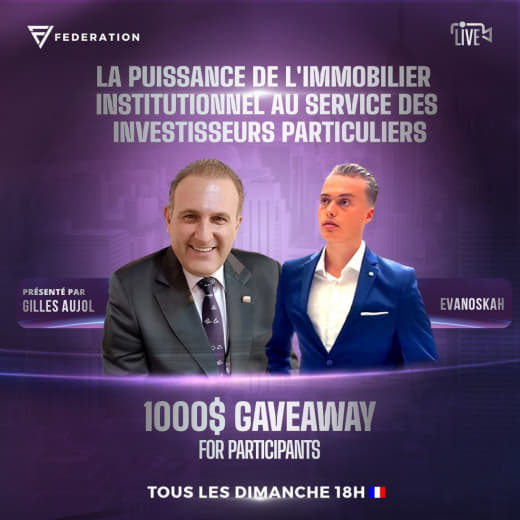 FEDERATION
LIVE
LA PUISSANCE DE L'IMMOBILIER
INSTITUTIONNEL AU SERVICE DES
INVESTISSEURS PARTICULIERS
PRÉSENTÉ PAR
GILLES AUJOL
EVANOSKAH
1000$ GAVEAWAY
FOR PARTICIPANTS
TOUS LES DIMANCHE 18H